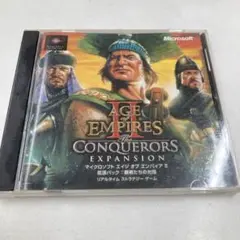 Microsoft
AGE
OF
EMPIRES
II
THE
CONQUERORS
EXPANSION
マイクロソフト エイジ オブ エンパイア II
拡張パック：覇者たちの光陰
リアルタイム ストラテジー ゲーム